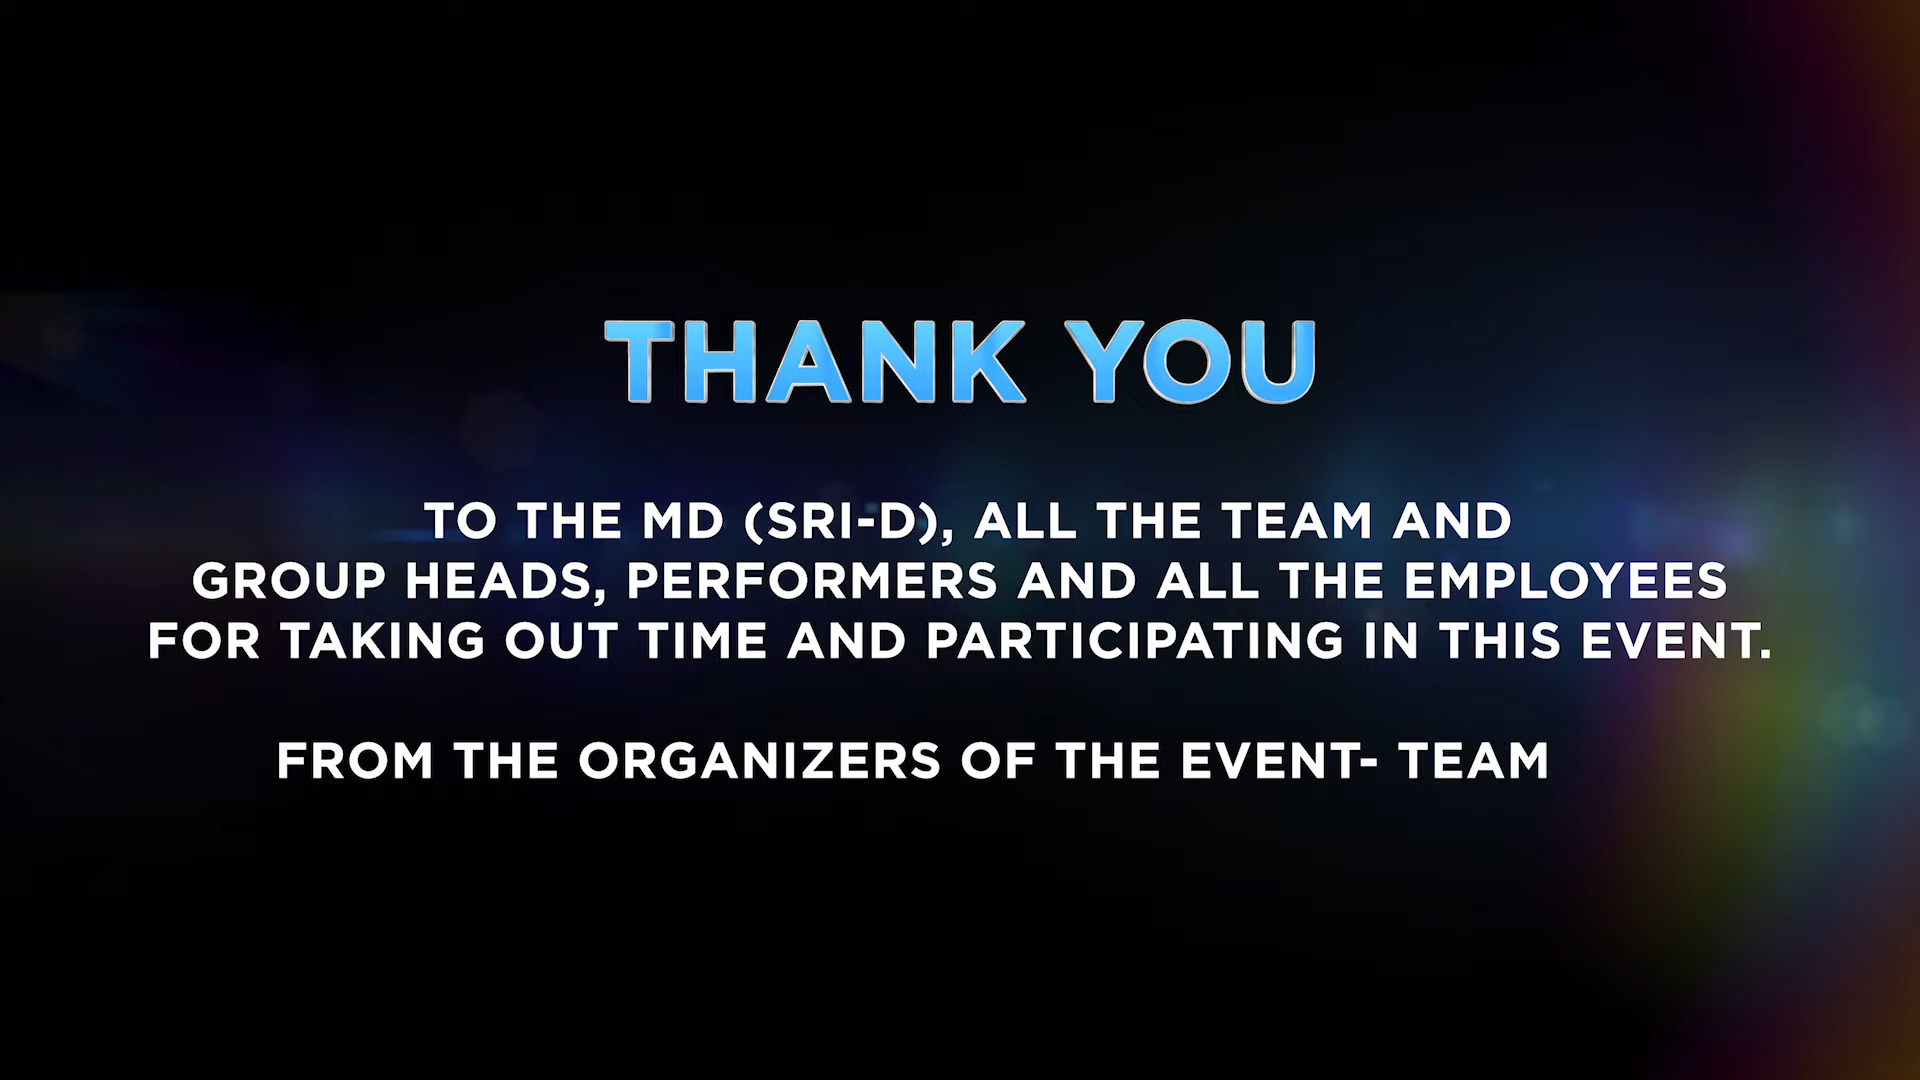 THANK YOU
TO THE MD (SRI-D), ALL THE TEAM AND
GROUP HEADS, PERFORMERS AND ALL THE EMPLOYEES
FOR TAKING OUT TIME AND PARTICIPATING IN THIS EVENT.
FROM THE ORGANIZERS OF THE EVENT- TEAM